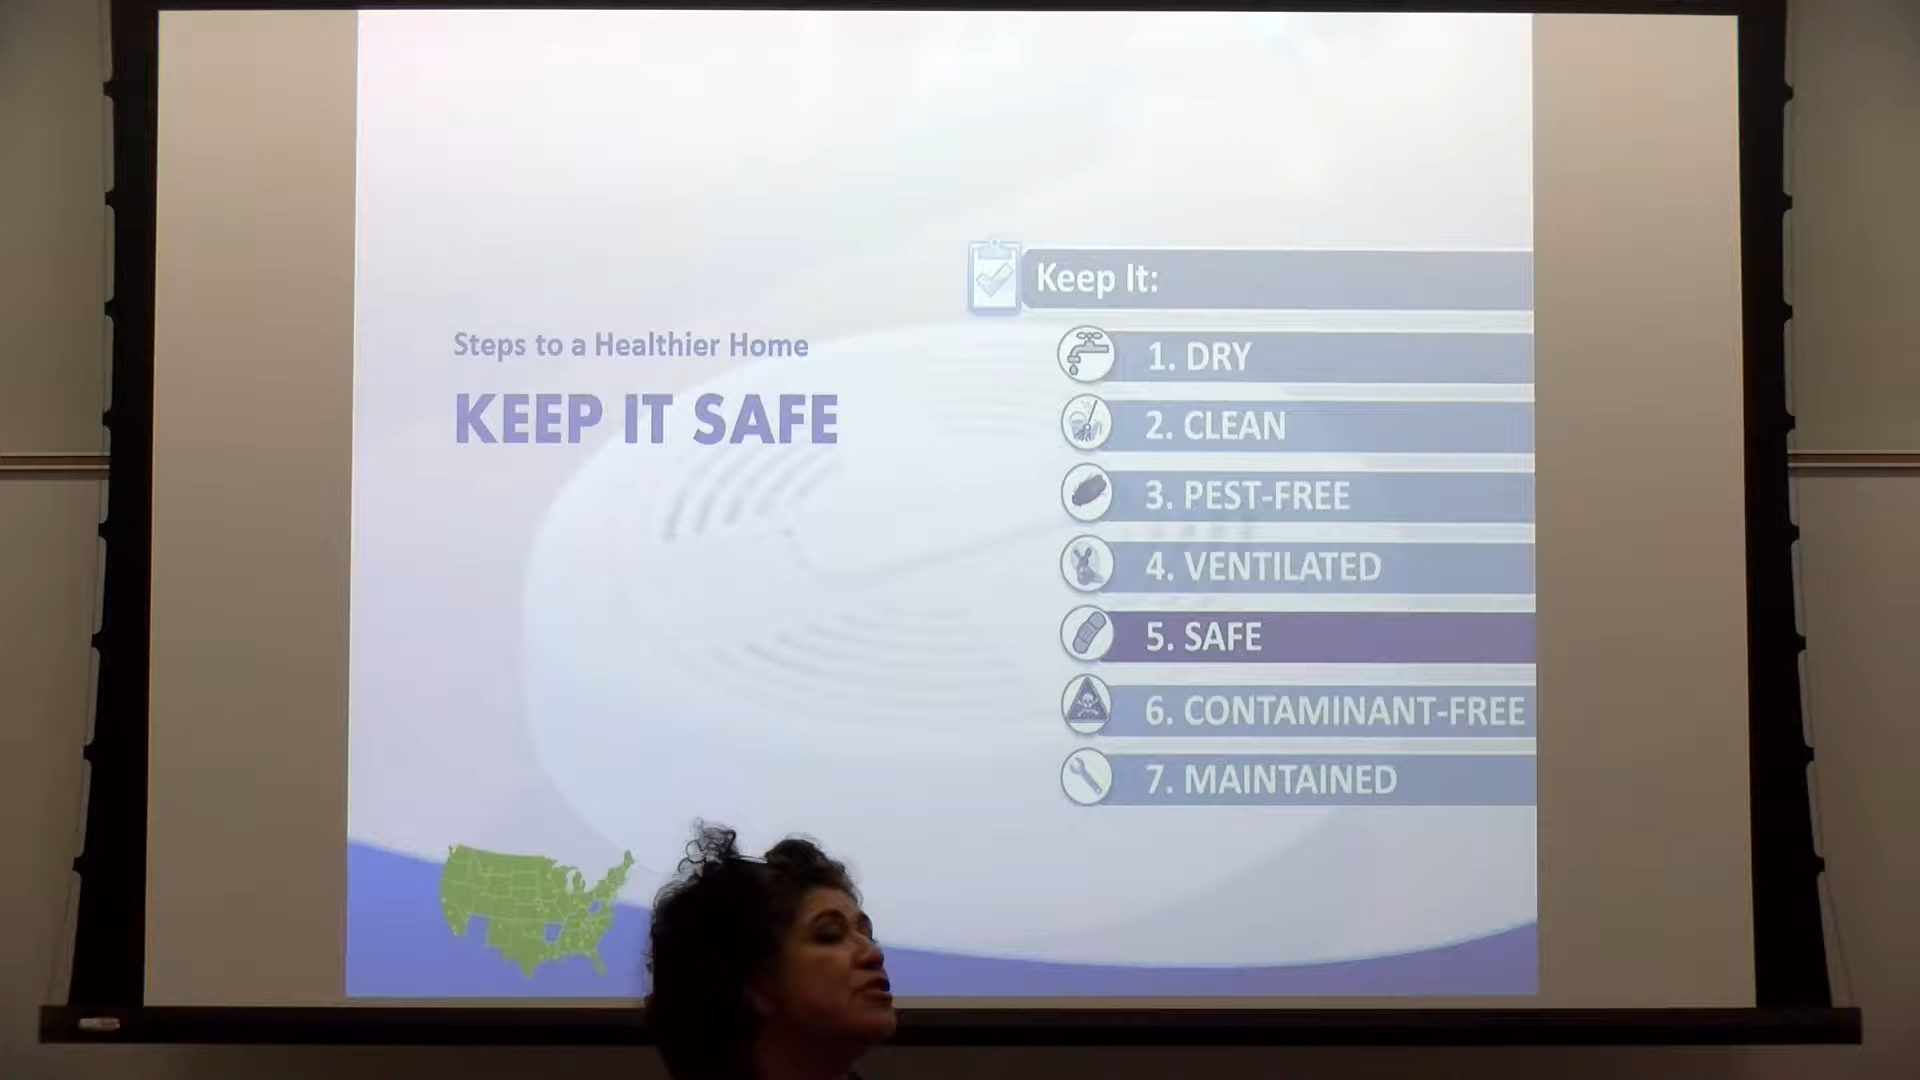 Steps to a Healthier Home
KEEP IT SAFE
Keep It:
1. DRY
2. CLEAN
3. PEST-FREE
4. VENTILATED
5. SAFE
6. CONTAMINANT-FREE
7. MAINTAINED